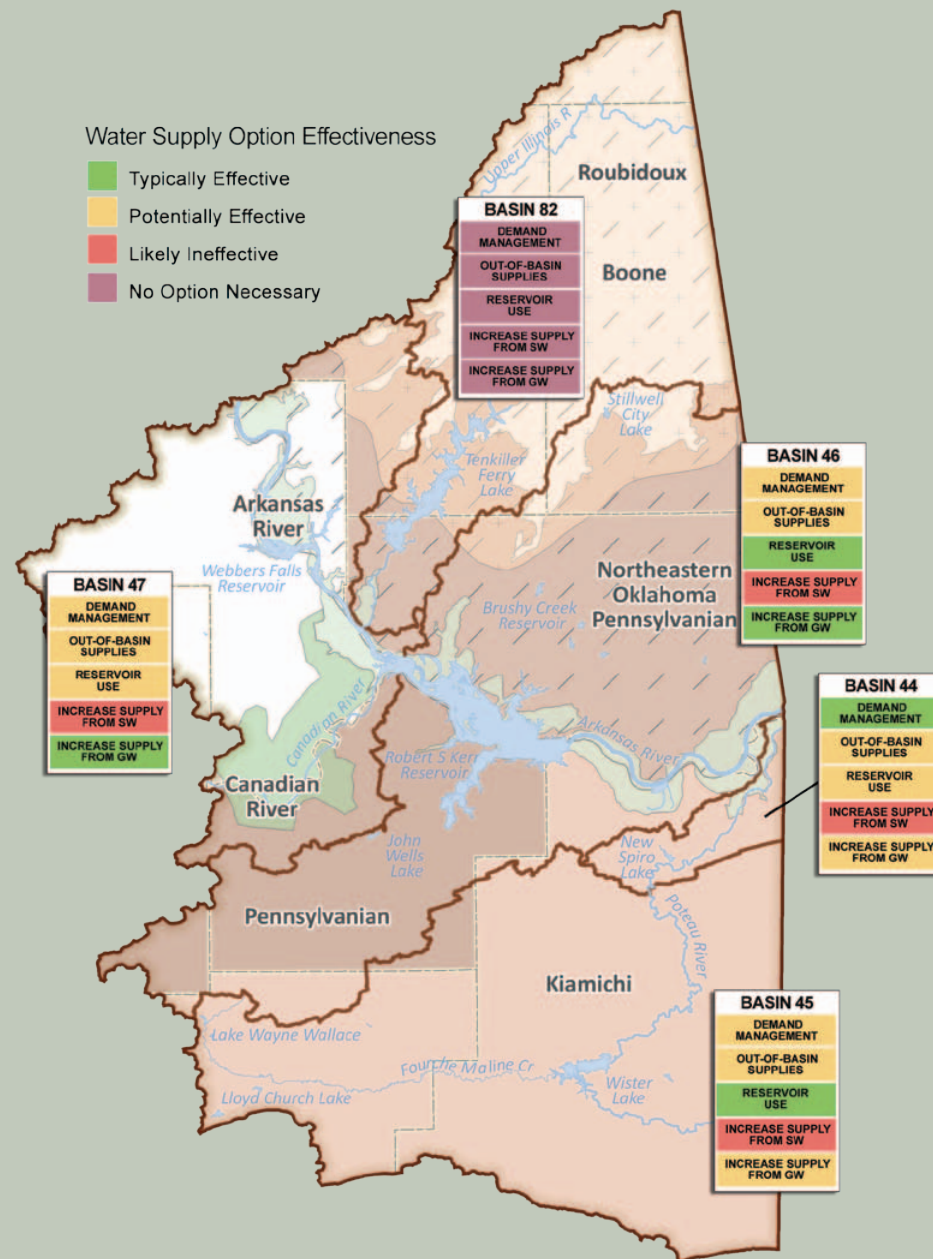 Water Supply Option Effectiveness
Typically Effective
Potentially Effective
Likely Ineffective
No Option Necessary
Upper Illinois R
Roubidoux
BASIN 82
DEMAND
MANAGEMENT
OUT-OF-BASIN
SUPPLIES
RESERVOIR
USE
INCREASE SUPPLY
FROM SW
INCREASE SUPPLY
FROM GW
Boone
Stillwell
City
Lake
Tenkiller
Ferry
Lake
Arkansas
River
Webbers Falls
Reservoir
BASIN 46
DEMAND
MANAGEMENT
OUT-OF-BASIN
SUPPLIES
RESERVOIR
USE
INCREASE SUPPLY
FROM SW
INCREASE SUPPLY
FROM GW
Northeastern
Oklahoma
Pennsylvanian
Brushy Creek
Reservoir
BASIN 47
DEMAND
MANAGEMENT
OUT-OF-BASIN
SUPPLIES
RESERVOIR
USE
INCREASE SUPPLY
FROM SW
INCREASE SUPPLY
FROM GW
Canadian River
Arkansas River
Robert S Kerr
Reservoir
Canadian
River
BASIN 44
DEMAND
MANAGEMENT
OUT-OF-BASIN
SUPPLIES
RESERVOIR
USE
INCREASE SUPPLY
FROM SW
INCREASE SUPPLY
FROM GW
John
Wells
Lake
New
Spiro
Lake
Pennsylvanian
Poteau River
Kiamichi
BASIN 45
DEMAND
MANAGEMENT
OUT-OF-BASIN
SUPPLIES
RESERVOIR
USE
INCREASE SUPPLY
FROM SW
INCREASE SUPPLY
FROM GW
Lake Wayne Wallace
Fourche Maline Cr
Lloyd Church Lake
Wister
Lake